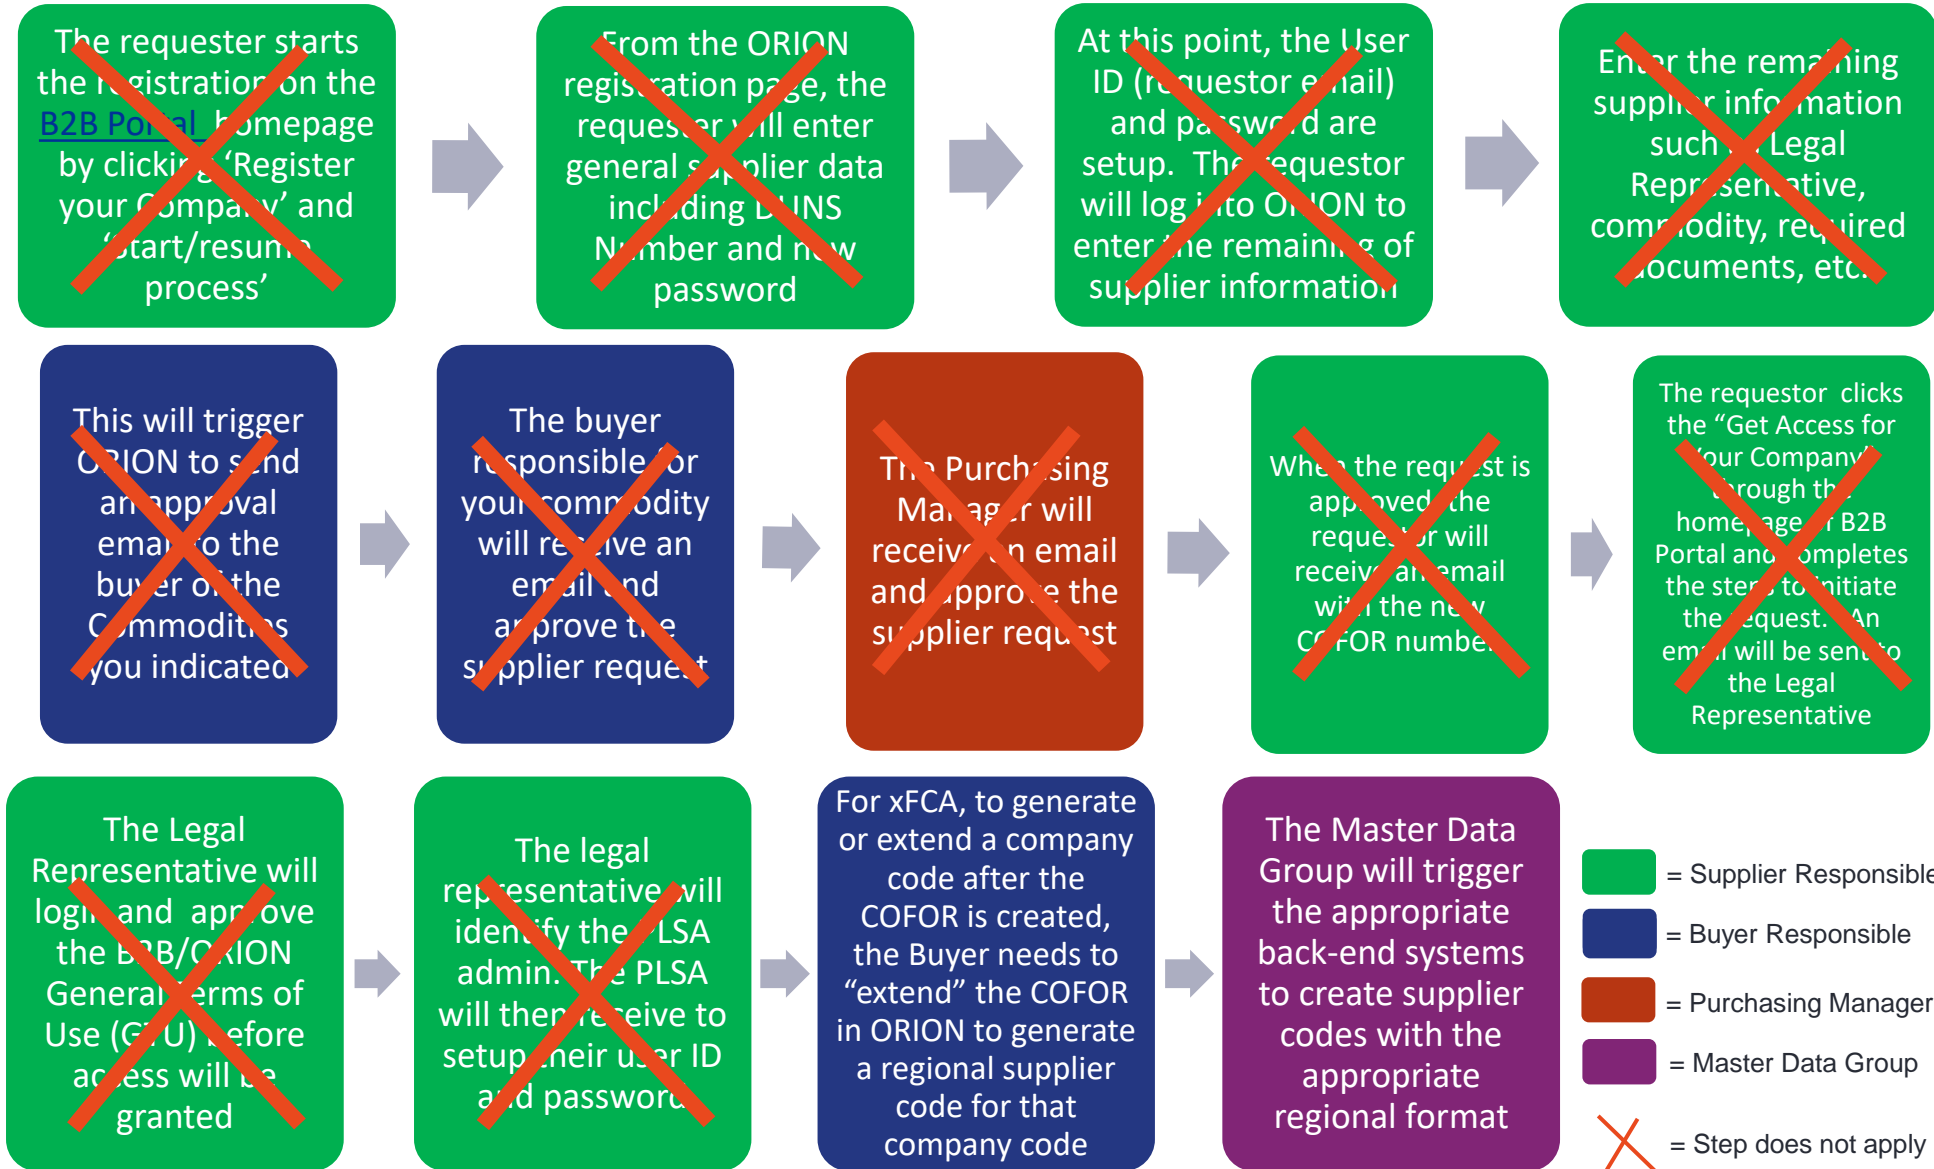 The requester starts
the registration on the
B2B Portal homepage
by clicking ‘Register
your Company’ and
‘Start/resume
process’
From the ORION
registration page, the
requester will enter
general supplier data
including DUNS
Number and new
password
At this point, the User
ID (requestor email)
and password are
setup. The requestor
will log into ORION to
enter the remaining of
supplier information
Enter the remaining
supplier information
such as Legal
Representative,
commodity, required
documents, etc.
This will trigger
ORION to send
an approval
email to the
buyer of the
Commodities
you indicated
The buyer
responsible for
your commodity
will receive an
email and
approve the
supplier request
The Purchasing
Manager will
receive an email
and approve the
supplier request
When the request is
approved, the
requestor will
receive an email
with the new
COFOR number.
The requestor clicks
the “Get Access for
Your Company”
through the
homepage of B2B
Portal and completes
the steps to initiate
the request. An
email will be sent to
the Legal
Representative
The Legal
Representative will
login and approve
the B2B/ORION
General Terms of
Use (GTU) before
access will be
granted
The legal
representative will
identify the PLSA
admin. The PLSA
will then receive to
setup their user ID
and password.
For xFCA, to generate
or extend a company
code after the
COFOR is created,
the Buyer needs to
“extend” the COFOR
in ORION to generate
a regional supplier
code for that
company code
The Master Data
Group will trigger
the appropriate
back-end systems
to create supplier
codes with the
appropriate
regional format
= Supplier Responsible
= Buyer Responsible
= Purchasing Manager
= Master Data Group
= Step does not apply